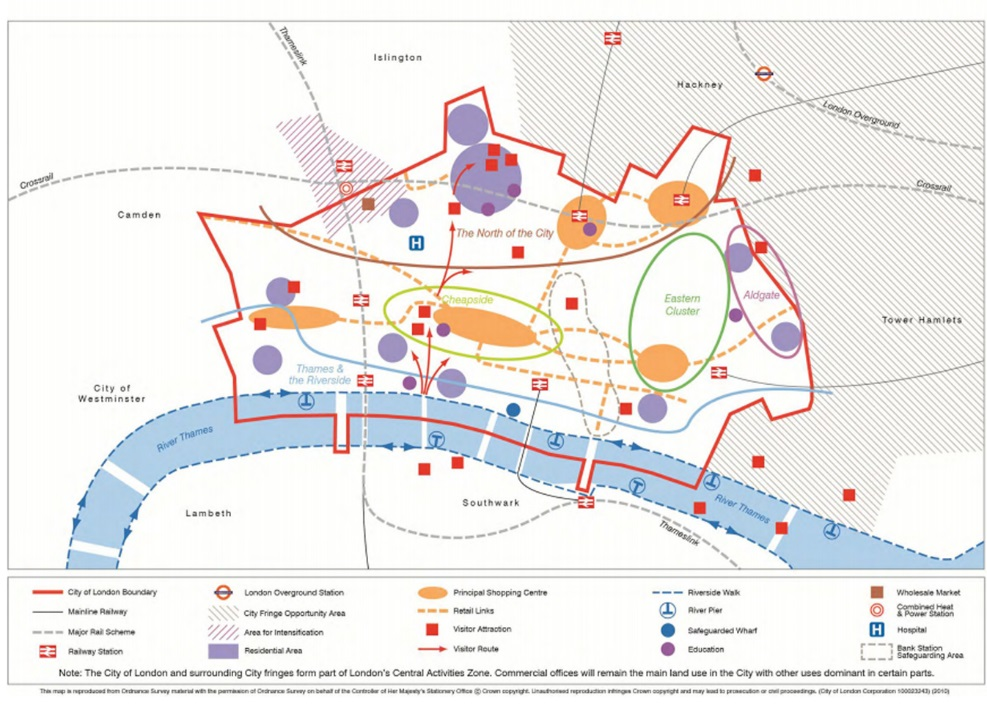 Thameslink
Islington
Hackney
London Overground
Crossrail
Crossrail
Camden
The North of the City
Cheapside
Eastern
Cluster
Aldgate
Tower Hamlets
Thames &
the Riverside
City of
Westminster
River Thames
Lambeth
Southwark
River Thames
Thameslink
H
City of London Boundary
Mainline Railway
Major Rail Scheme
Railway Station
London Overground Station
City Fringe Opportunity Area
Area for Intensification
Residential Area
Principal Shopping Centre
Retail Links
Visitor Attraction
Visitor Route
Riverside Walk
River Pier
Safeguarded Wharf
Education
Wholesale Market
Combined Heat
& Power Station
H Hospital
Bank Station
Safeguarding Area
Note: The City of London and surrounding City fringes form part of London's Central Activities Zone. Commercial offices will remain the main land use in the City with other uses dominant in certain parts.
This map is reproduced from Ordnance Survey material with the permission of Ordnance Survey on behalf of the Controller of Her Majesty's Stationery Office © Crown copyright. Unauthorised reproduction infringes Crown copyright and may lead to prosecution or civil proceedings. (City of London Corporation 100023243) (2010)